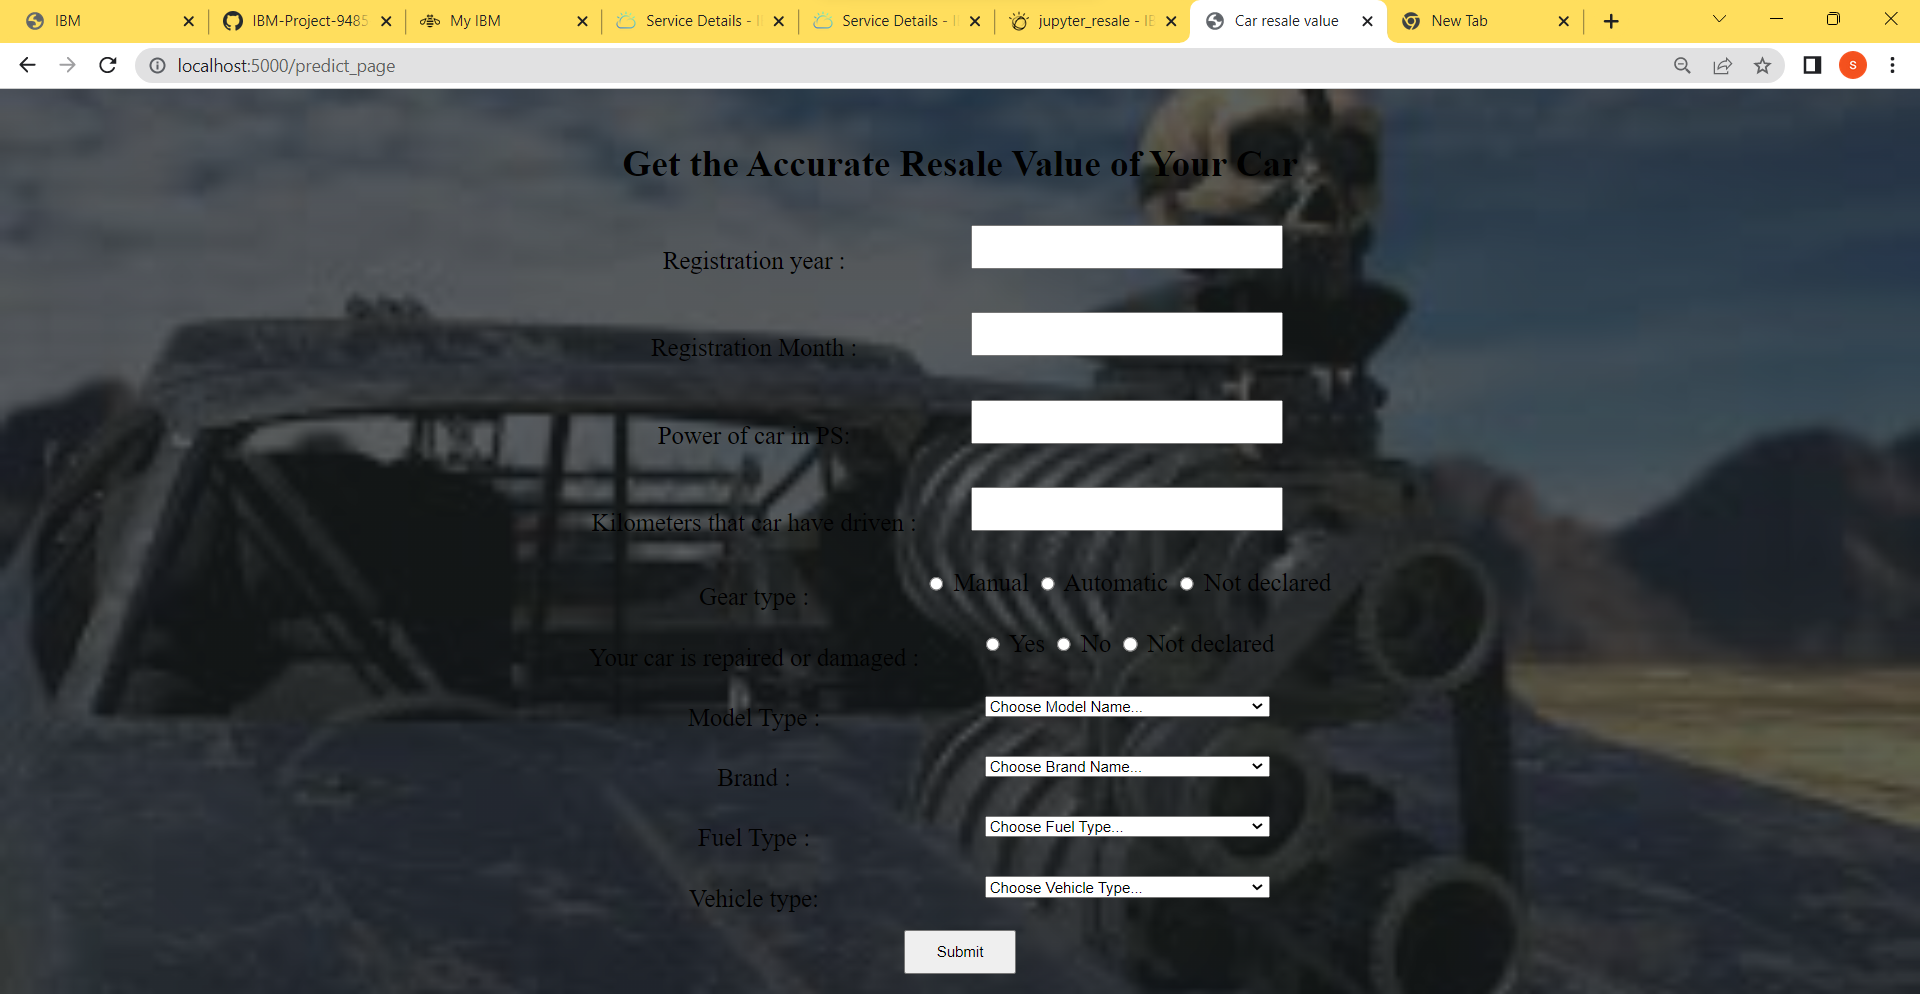 IBM
IBM-Project-9485
My IBM
Service Details - I
Service Details - I
jupyter_resale - IB
Car resale value
New Tab
localhost:5000/predict_page
s
Get the Accurate Resale Value of Your Car
Registration year :
Registration Month :
Power of car in PS:
Kilometers that car have driven :
Gear type : Manual Automatic Not declared
Your car is repaired or damaged : Yes No Not declared
Model Type : Choose Model Name...
Brand : Choose Brand Name...
Fuel Type : Choose Fuel Type...
Vehicle type: Choose Vehicle Type...
Submit